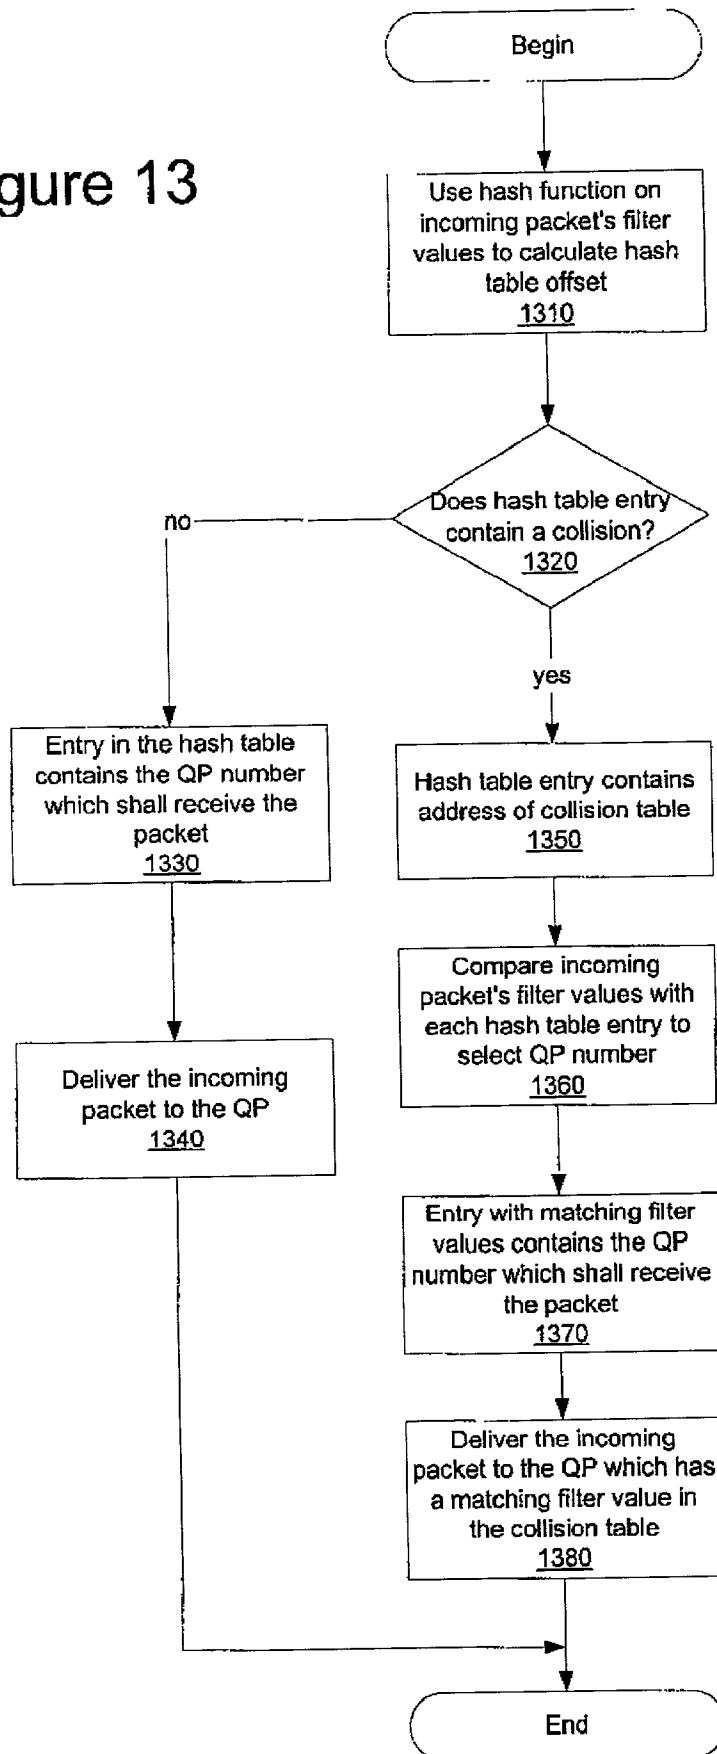 Begin
gure 13
Use hash function on
incoming packet's filter
values to calculate hash
table offset
1310
Does hash table entry
contain a collision?
1320
no
yes
Entry in the hash table
contains the QP number
which shall receive the
packet
1330
Hash table entry contains
address of collision table
1350
Compare incoming
packet's filter values with
each hash table entry to
select QP number
1360
Deliver the incoming
packet to the QP
1340
Entry with matching filter
values contains the QP
number which shall receive
the packet
1370
Deliver the incoming
packet to the QP which has
a matching filter value in
the collision table
1380
End